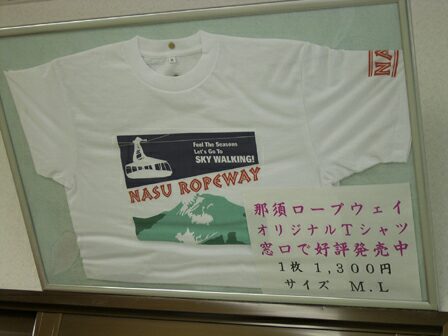 Feel The Seasons
Let's Go To
SKY WALKING!
NASU ROPEWAY
NA
那須ロープウェイ
オリジナルTシャツ
窓口で好評発売中
1枚 1,300円
サイズ M.L